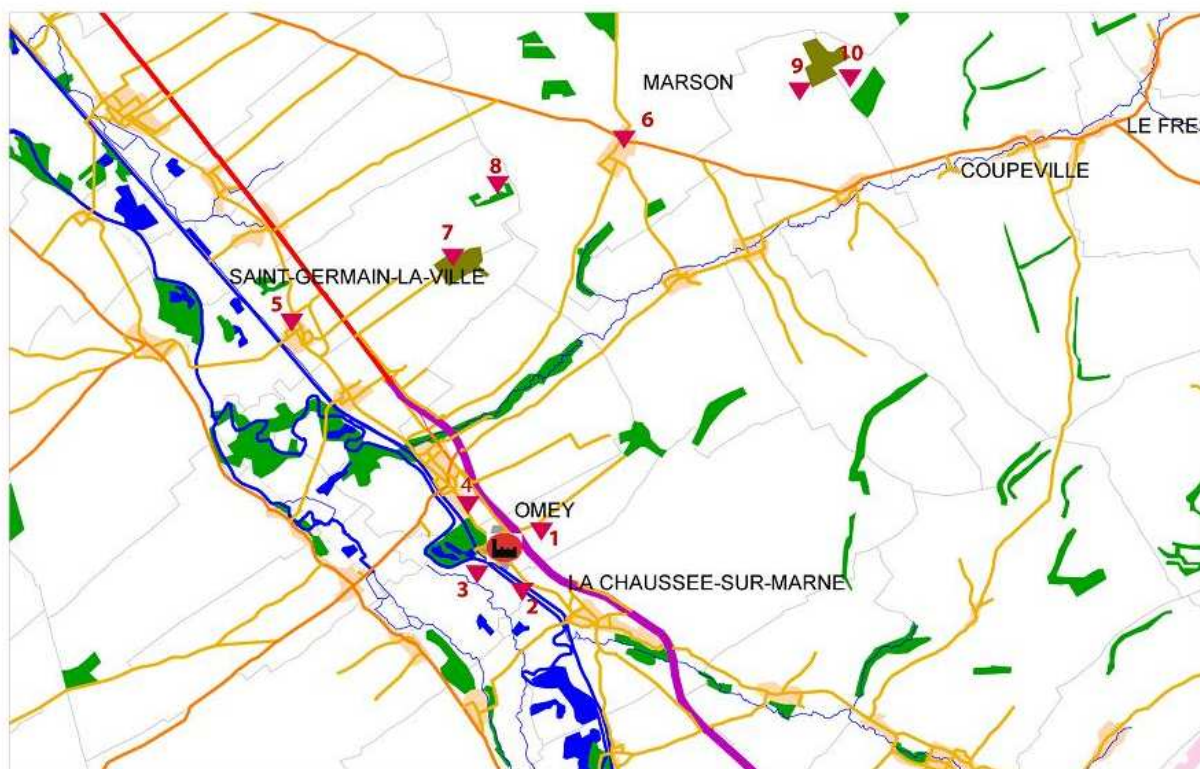 10
9
MARSON
6
LE FRE
8
COUPEVILLE
7
SAINT-GERMAIN-LA-VILLE
5
4
OMEY
1
3
LA CHAUSSEE-SUR-MARNE
2